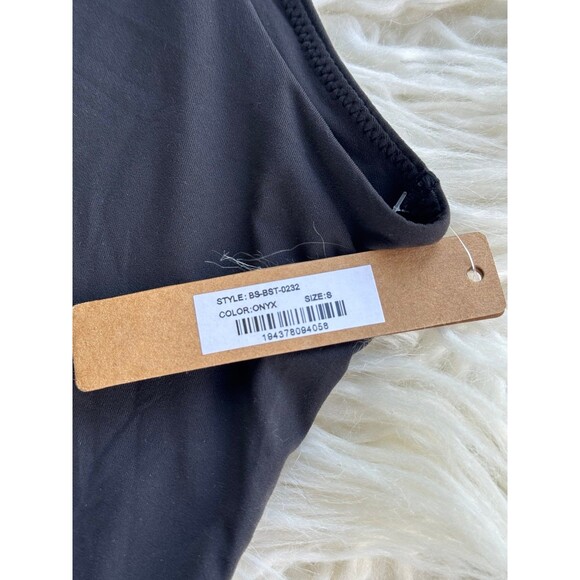 STYLE: BS-BST-0232
COLOR:ONYX SIZE:S
194378094058